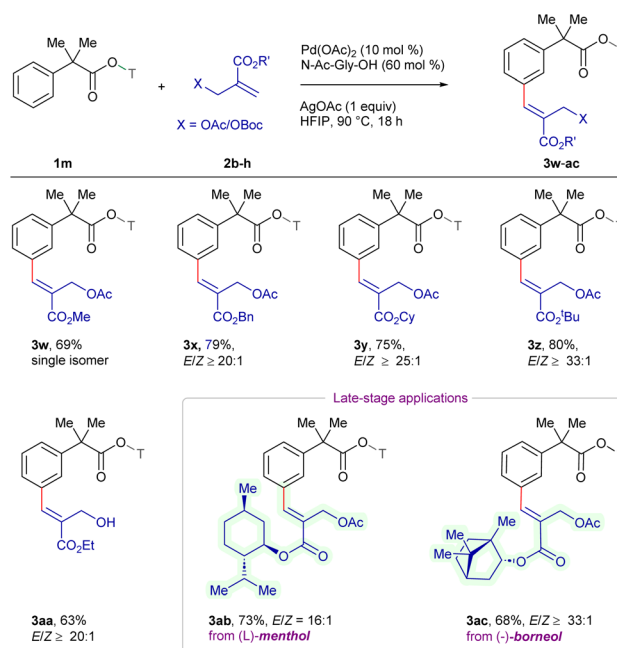 Me Me
O T
O
+
CO₂R'
X
X = OAc/OBoc
Pd(OAc)₂ (10 mol %)
N-Ac-Gly-OH (60 mol %)
AgOAc (1 equiv)
HFIP, 90 °C, 18 h
Me Me
O
O
X
CO₂R'
1m 2b-h 3w-ac
Me Me Me Me Me Me Me Me
O T O T O T O
O O O O
OAc OAc OAc OAc
CO₂Me CO₂Bn CO₂Cy CO₂ᵗBu
3w, 69% 3x, 79%, 3y, 75% 3z, 80%
single isomer E/Z ≥ 20:1 E/Z ≥ 25:1 E/Z ≥ 33:1
Late-stage applications
Me Me Me Me Me Me
O T O T O
O O O
OH
CO₂Et
Me
OAc
O O
Me Me
Me
Me
Me
OAc
O O
3aa, 63% 3ab, 73%, E/Z = 16:1 3ac, 68%, E/Z ≥ 33:1
E/Z ≥ 20:1 from (L)-menthol from (-)-borneol